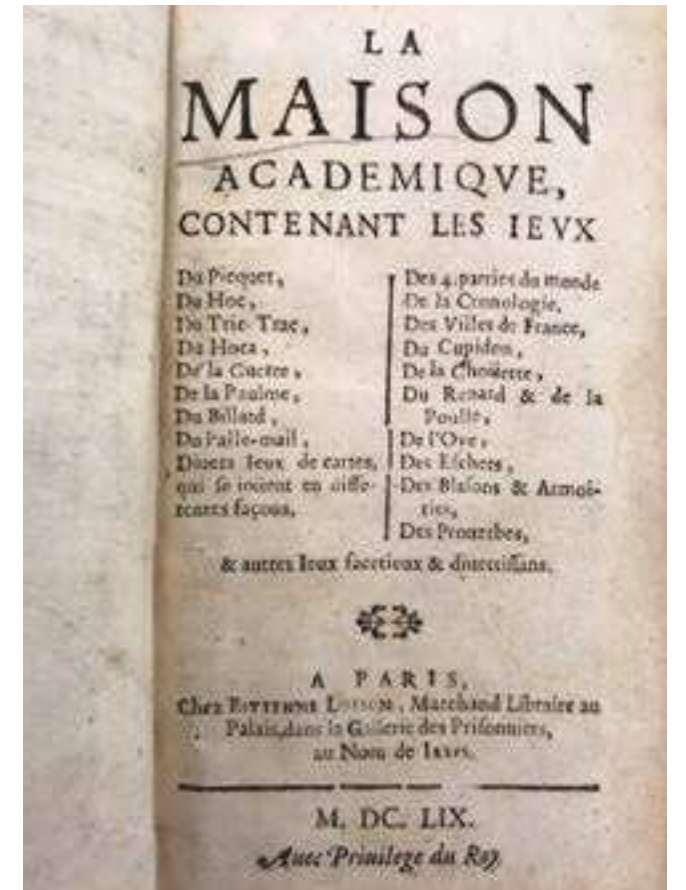 LA
MAISON
ACADEMIQVE,
CONTENANT LES IEVX
Du Picquet,
Du Hoc,
Du Tric-Trac,
Du Hoca,
De la Guerre,
De la Paulme,
Du Billard,
Du Palle-mail,
Diuers Ieux de cartes,
qui se ioüent en diffe-
rentes façons,
Des 4. parties du monde
De la Cronologie,
Des Villes de France,
Du Cupidon,
De la Choüette,
Du Renard & de la
Poulle,
De l'Oye,
Des Eschets,
Des Blasons & Armoi-
ries,
Des Prouerbes,
& autres Ieux facetieux & diuertissans.
A PARIS,
Chez ESTIENNE LOYSON, Marchand Libraire au
Palais, dans la Gallerie des Prisonniers,
au Nom de IESVS.
M. DC. LIX.
Auec Priuilege du Roy